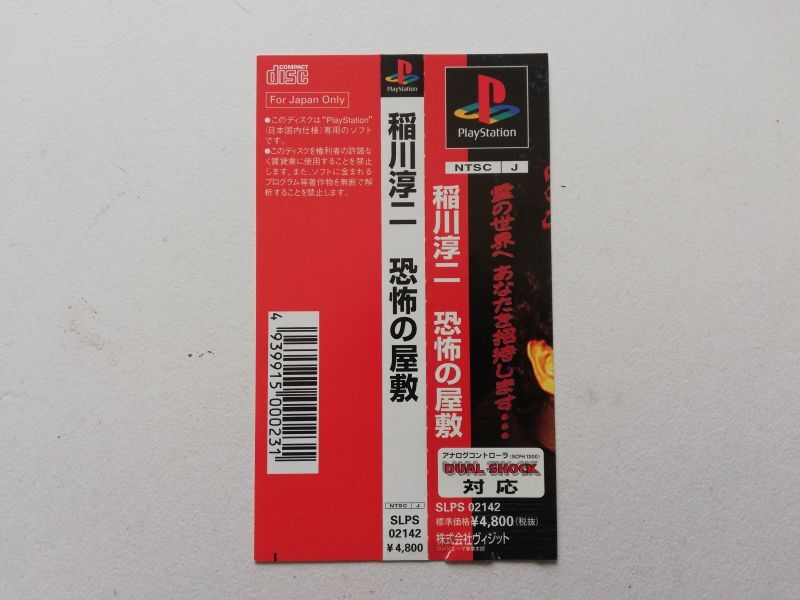 COMPACT
disc
For Japan Only
●このディスクは"PlayStation"
(日本国内仕様)専用のソフト
です。
●このディスクを権利者の許諾な
く賃貸業に使用することを禁止
します。また、ソフトに含まれる
プログラム等著作物を無断で解
析することを禁止します。
4 939915 000231
PlayStation
稲川淳二 恐怖の屋敷
NTSC J
SLPS
02142
¥4,800
PlayStation
NTSC J
稲川淳二 恐怖の屋敷
霊の世界へ あなたを招待します・・・
アナログコントローラ(SCPH 1200)
DUAL SHOCK
対応
SLPS 02142
標準価格¥4,800(税抜)
株式会社ヴィジット